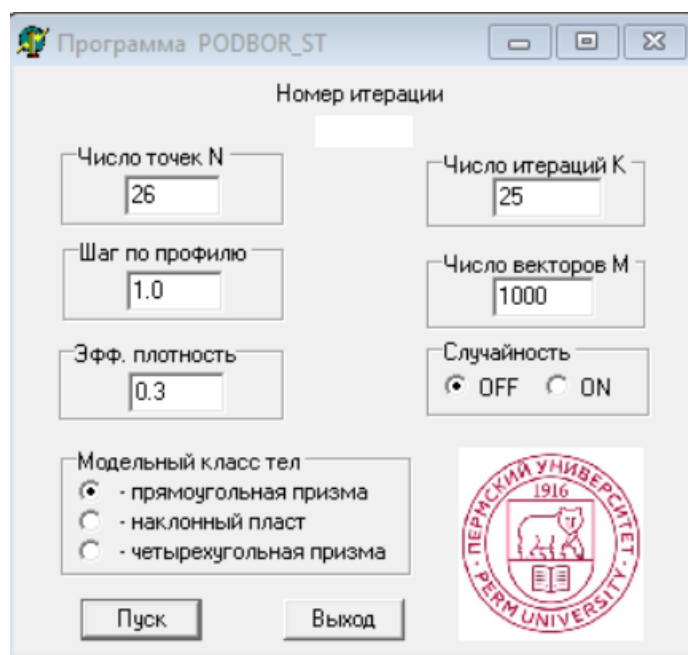 Программа PODBOR_ST
Номер итерации
Число точек N
26
Число итераций К
25
Шаг по профилю
1.0
Число векторов М
1000
Эфф. плотность
0.3
Случайность
OFF ON
Модельный класс тел
- прямоугольная призма
- наклонный пласт
- четырехугольная призма
ПЕРМСКИЙ УНИВЕРСИТЕТ
1916
PERM UNIVERSITY
Пуск Выход